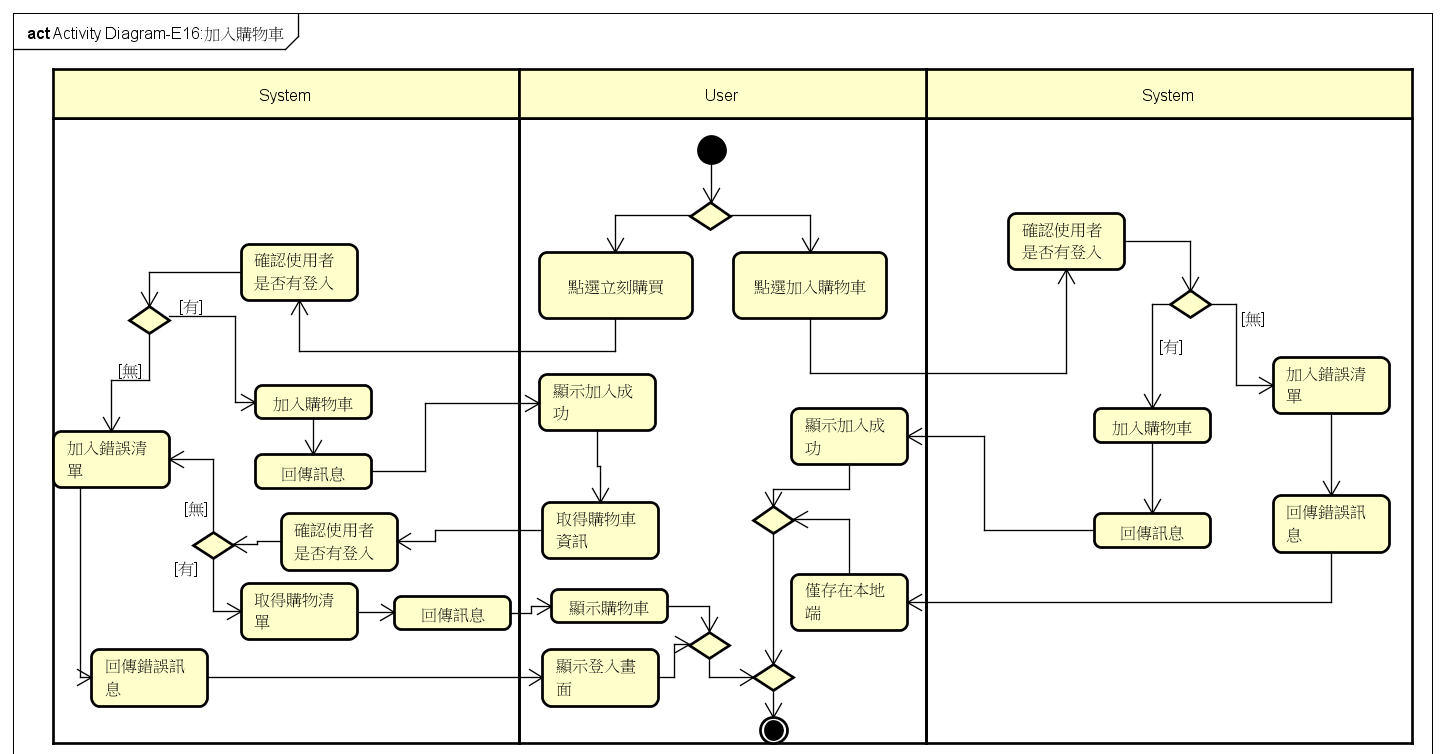 act Activity Diagram-E16:加入購物車
System
User
System
確認使用者
是否有登入
點選立刻購買
點選加入購物車
確認使用者
是否有登入
[有]
[無]
[無]
[有]
加入購物車
回傳訊息
加入錯誤清
單
顯示加入成
功
顯示加入成
功
加入購物車
回傳訊息
加入錯誤清
單
回傳錯誤訊
息
[無]
[有]
確認使用者
是否有登入
取得購物車
資訊
取得購物清
單
回傳訊息
顯示購物車
僅存在本地
端
回傳錯誤訊
息
顯示登入畫
面